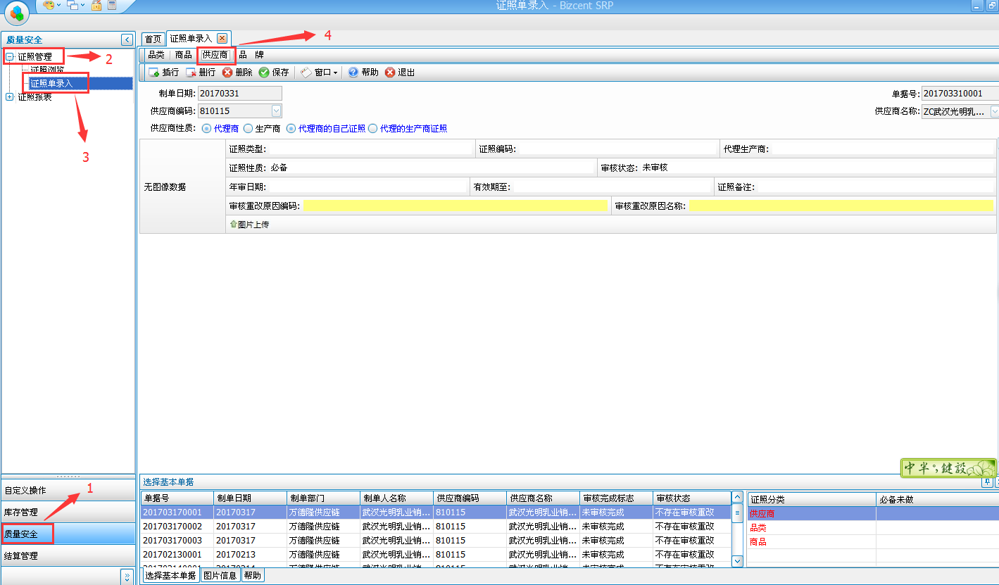 证照单录入 - Bizcent SRP
质量安全
证照管理
2
证照浏览
证照单录入
证照报表
3
自定义操作
1
库存管理
质量安全
结算管理
首页 证照单录入
4
品类 商品 供应商 品 牌
插行 删行 删除 保存 窗口 帮助 退出
制单日期: 20170331 单据号: 201703310001
供应商编码: 810115 供应商名称: ZC武汉光明乳...
供应商性质: 代理商 生产商 代理商的自己证照 代理的生产商证照
无图像数据
证照类型: 证照编码: 代理生产商:
证照性质: 必备 审核状态: 未审核
年审日期: 有效期至: 证照备注:
审核重改原因编码: 审核重改原因名称:
图片上传
中 半 °, 鍵設
选择基本单据
单据号 制单日期 制单部门 制单人名称 供应商编码 供应商名称 审核完成标志 审核状态
201703170001 20170317 万德隆供应链 武汉光明乳业销... 810115 武汉光明乳业销... 未审核完成 不存在审核重改
201703170002 20170317 万德隆供应链 武汉光明乳业销... 810115 武汉光明乳业销... 未审核完成 不存在审核重改
201703170003 20170317 万德隆供应链 武汉光明乳业销... 810115 武汉光明乳业销... 未审核完成 不存在审核重改
201702130001 20170213 万德隆供应链 武汉光明乳业销... 810115 武汉光明乳业销... 未审核完成 不存在审核重改
证照分类 必备未做
供应商
品类
商品
选择基本单据 图片信息 帮助